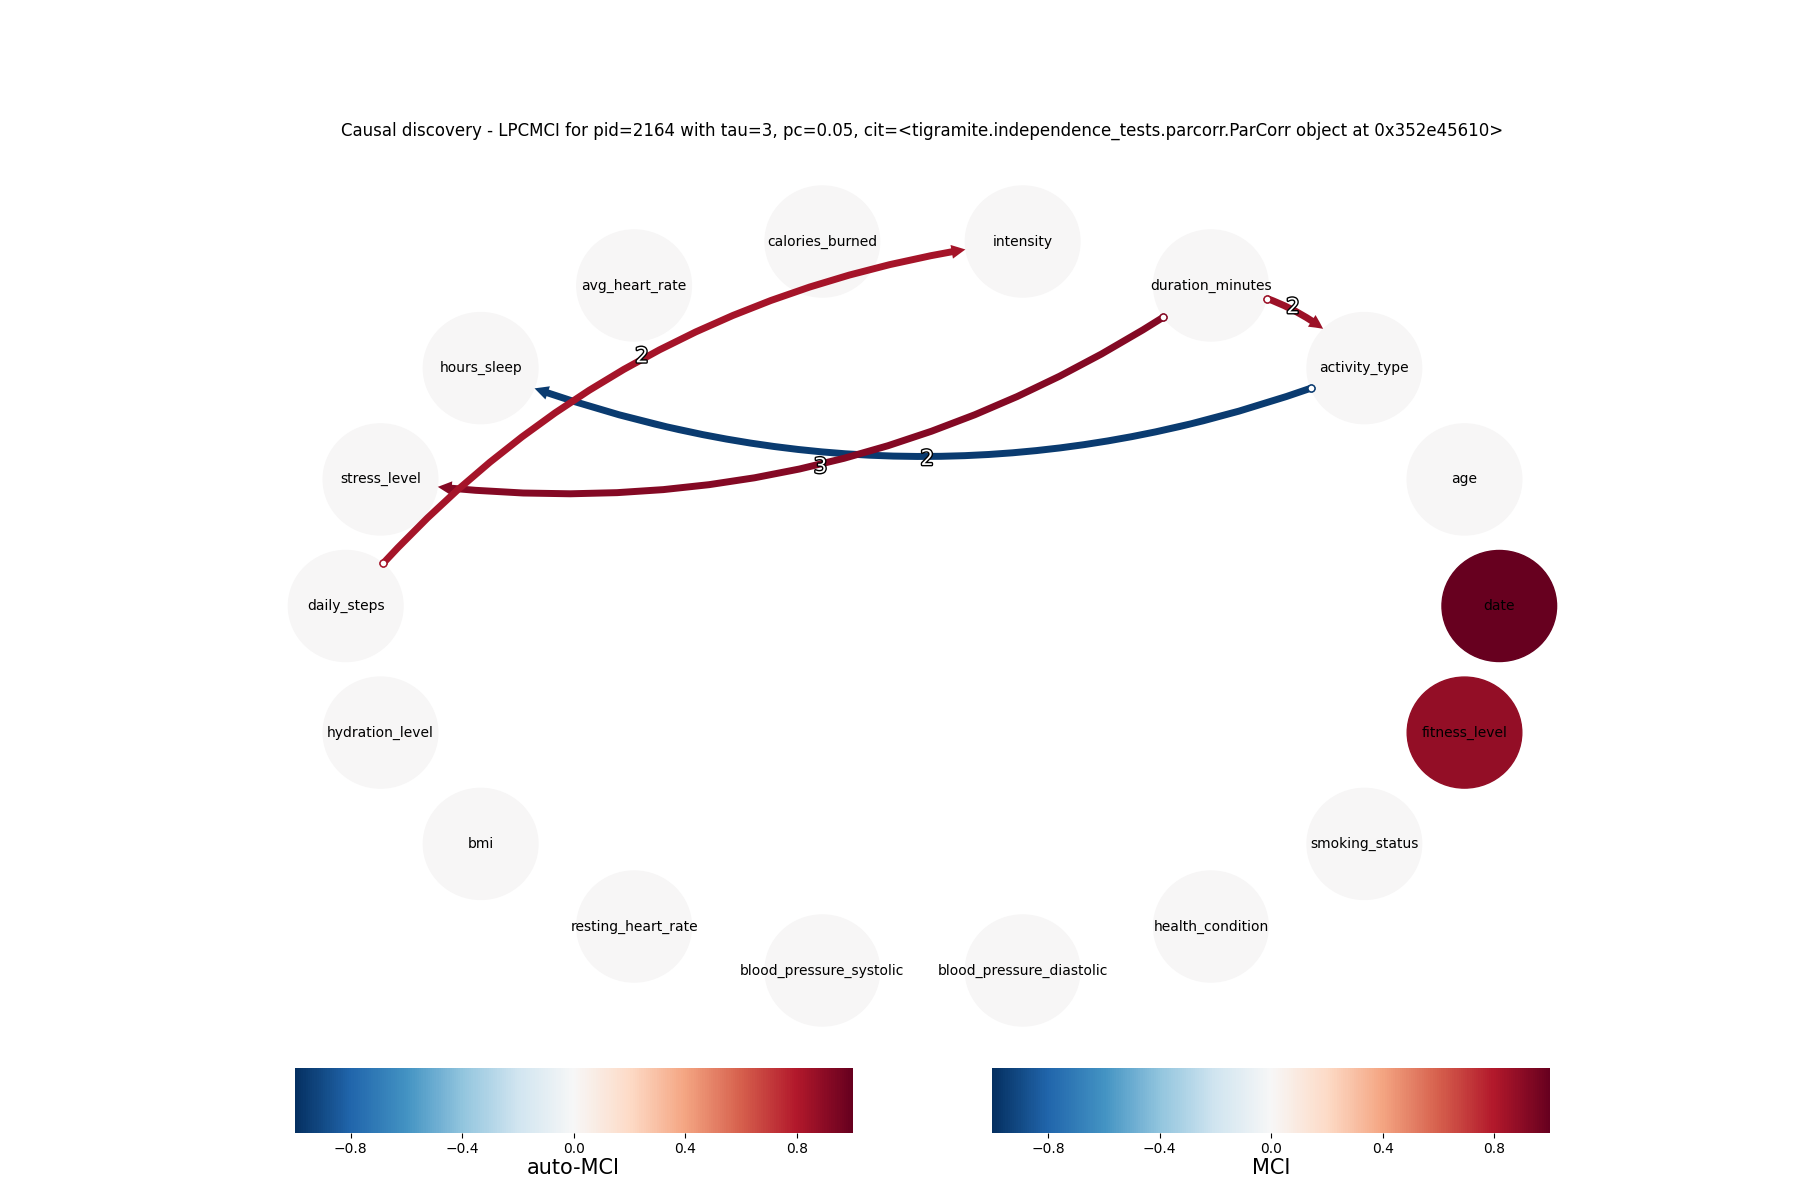 Causal discovery - LPCMCI for pid=2164 with tau=3, pc=0.05, cit=<tigramite.independence_tests.parcorr.ParCorr object at 0x352e45610>
calories_burned
intensity
avg_heart_rate
duration_minutes
2
2
hours_sleep
activity_type
2
3
stress_level
age
daily_steps
date
hydration_level
fitness_level
bmi
smoking_status
resting_heart_rate
health_condition
blood_pressure_systolic
blood_pressure_diastolic
−0.8 −0.4 0.0 0.4 0.8
auto-MCI
−0.8 −0.4 0.0 0.4 0.8
MCI